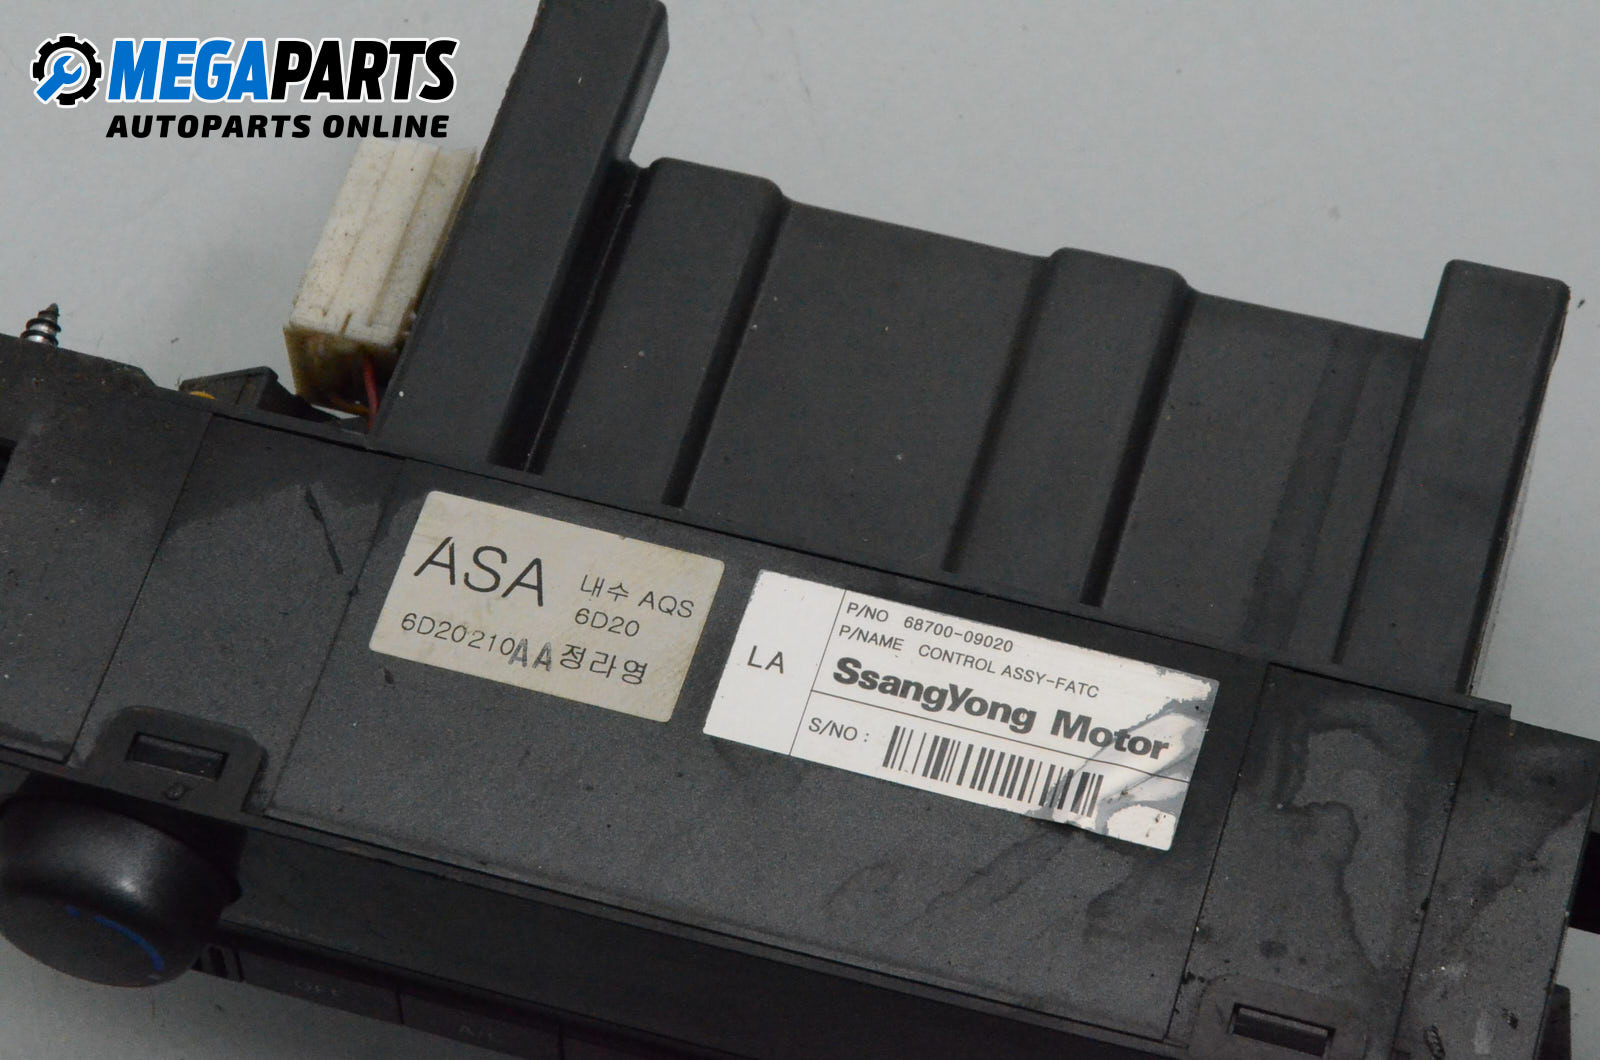 MEGAPARTS
AUTOPARTS ONLINE
ASA 내수 AQS
6D20
6D20210AA 정라영
LA
P/NO 68700-09020
P/NAME CONTROL ASSY-FATC
SsangYong Motor
S/NO :
OFF
A/C